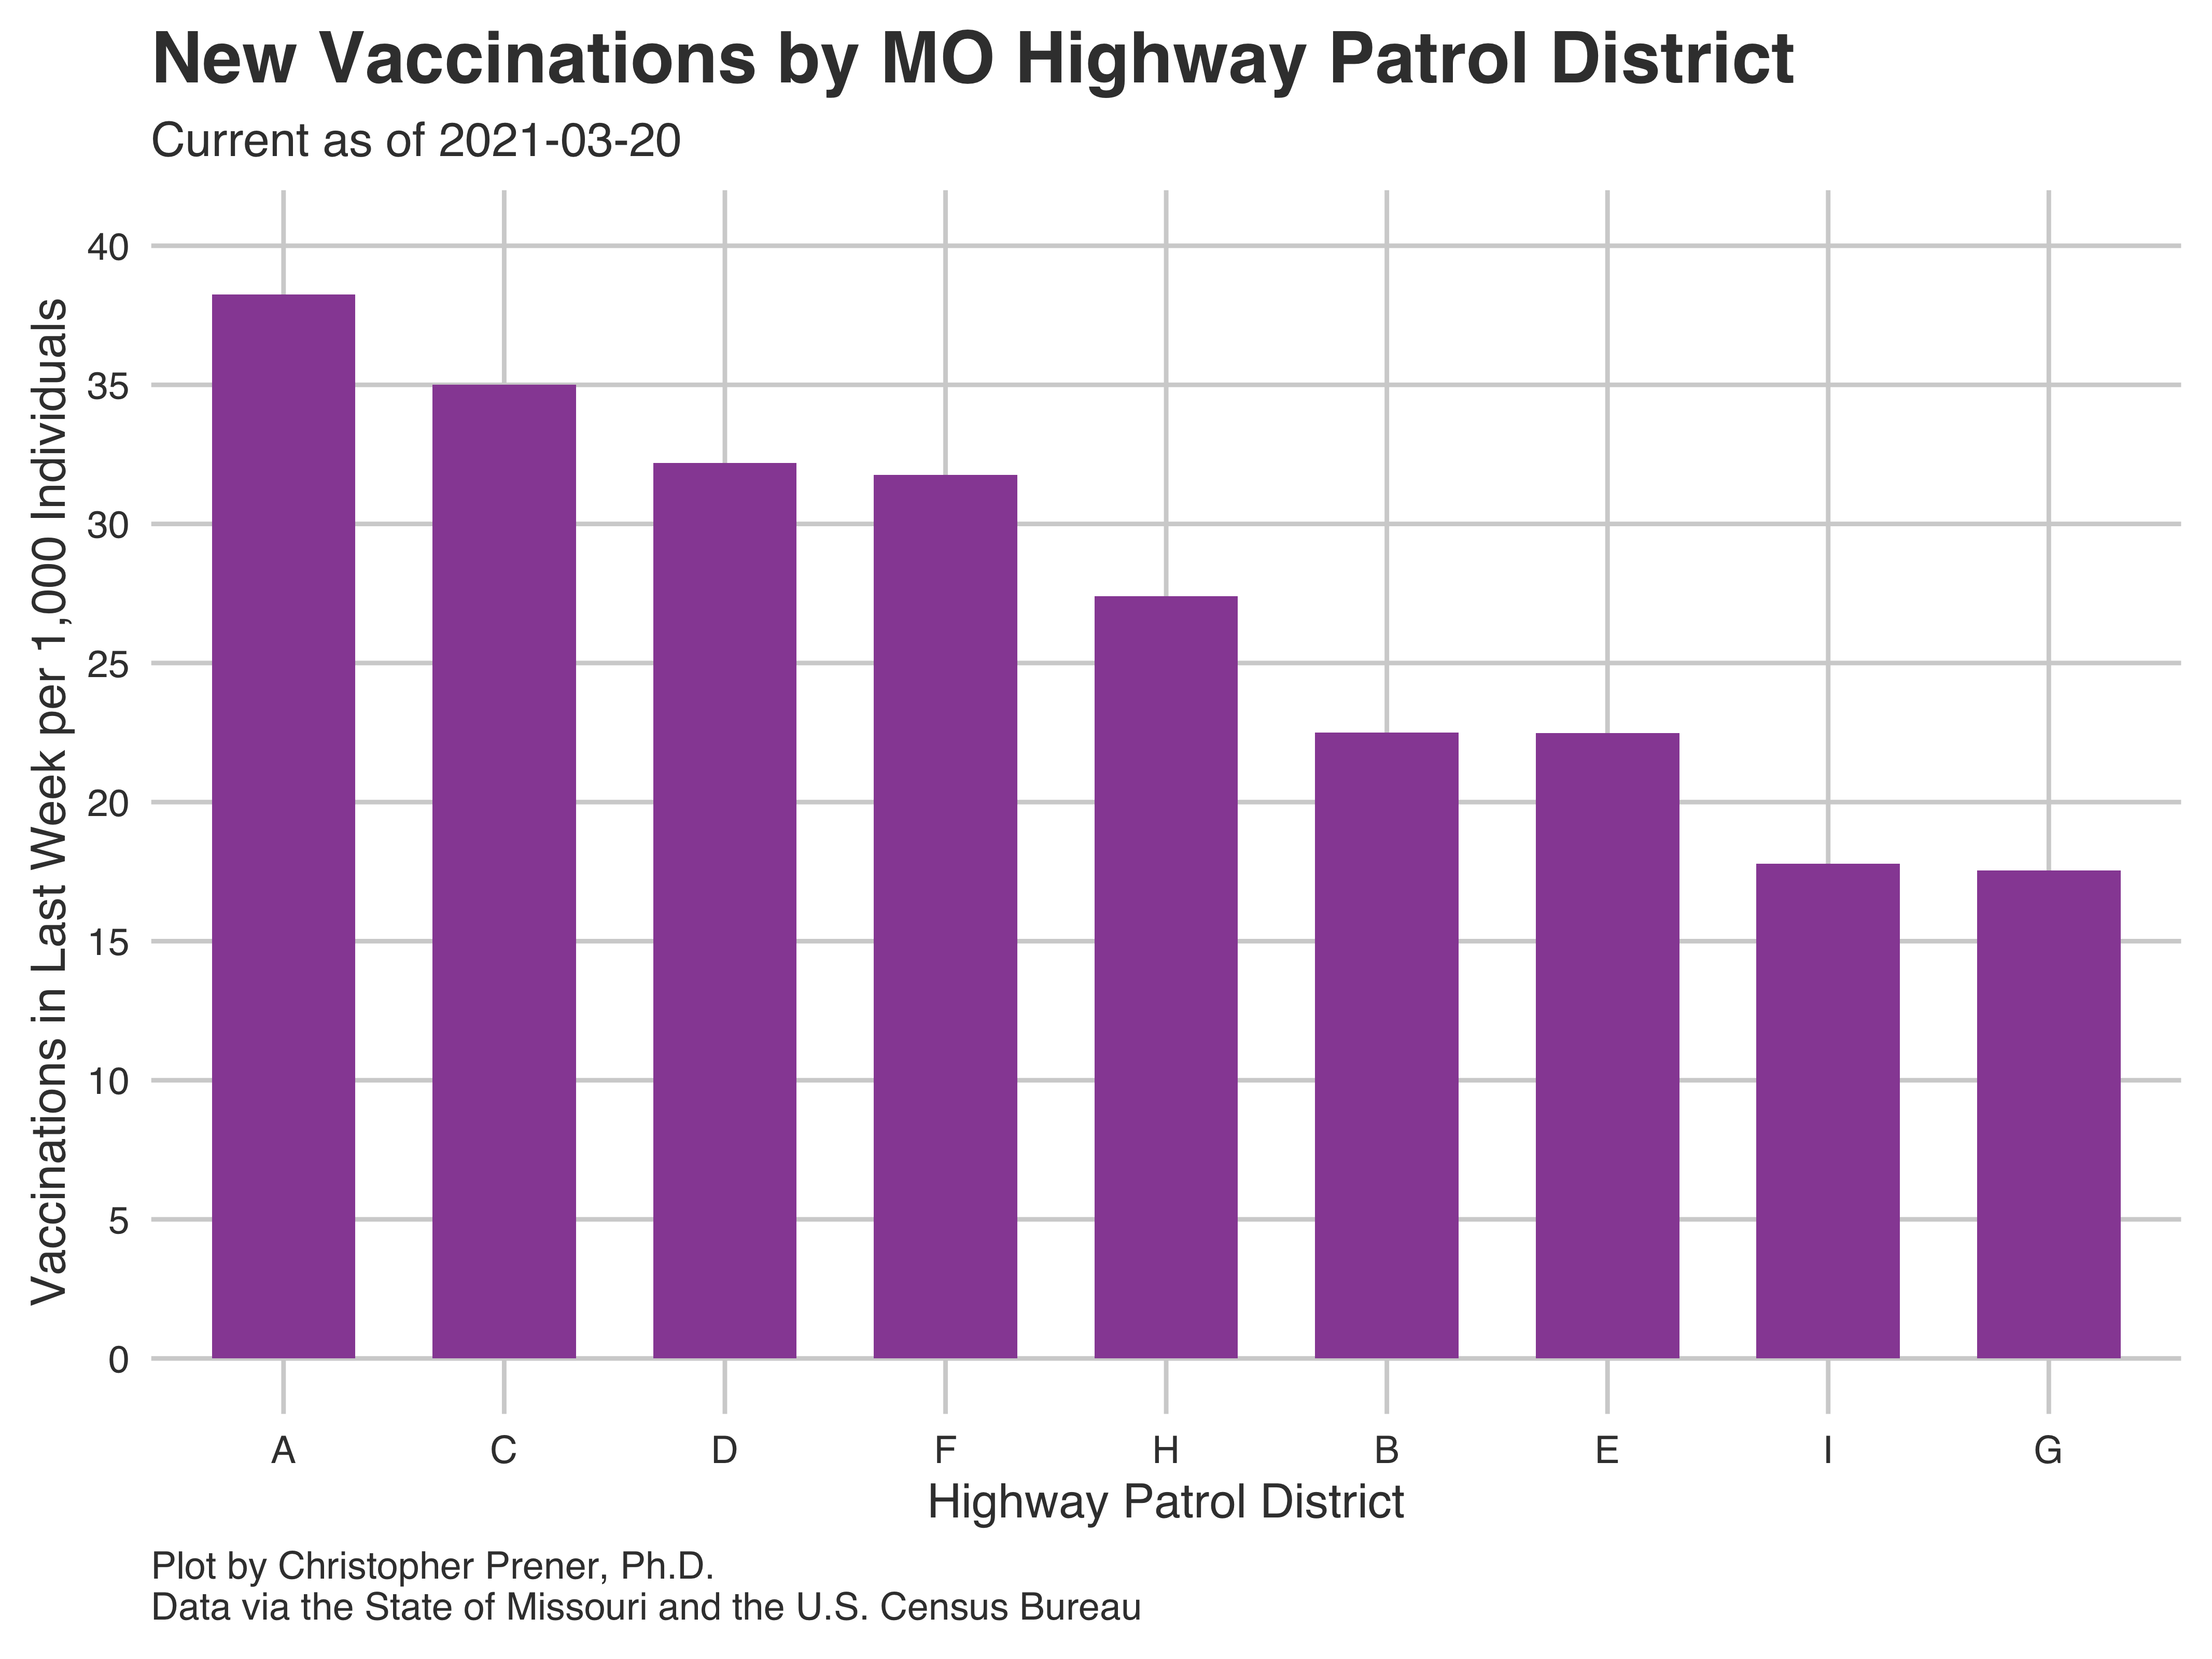 New Vaccinations by MO Highway Patrol District
Current as of 2021-03-20
Vaccinations in Last Week per 1,000 Individuals
40
35
30
25
20
15
10
5
0
A C D F H B E I G
Highway Patrol District
Plot by Christopher Prener, Ph.D.
Data via the State of Missouri and the U.S. Census Bureau